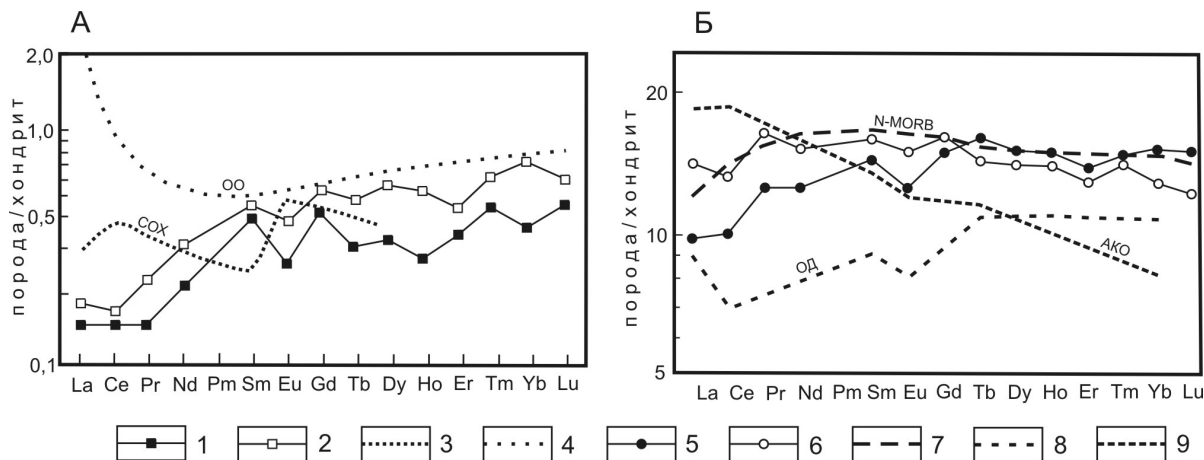 А
Б
порода/хондрит
2,0
1,0
0,5
0,1
ОО
СОХ
La Ce Pr Nd Pm Sm Eu Gd Tb Dy Ho Er Tm Yb Lu
порода/хондрит
20
10
5
N-MORB
ОД
АКО
La Ce Pr Nd Pm Sm Eu Gd Tb Dy Ho Er Tm Yb Lu
1 2 3 4 5 6 7 8 9